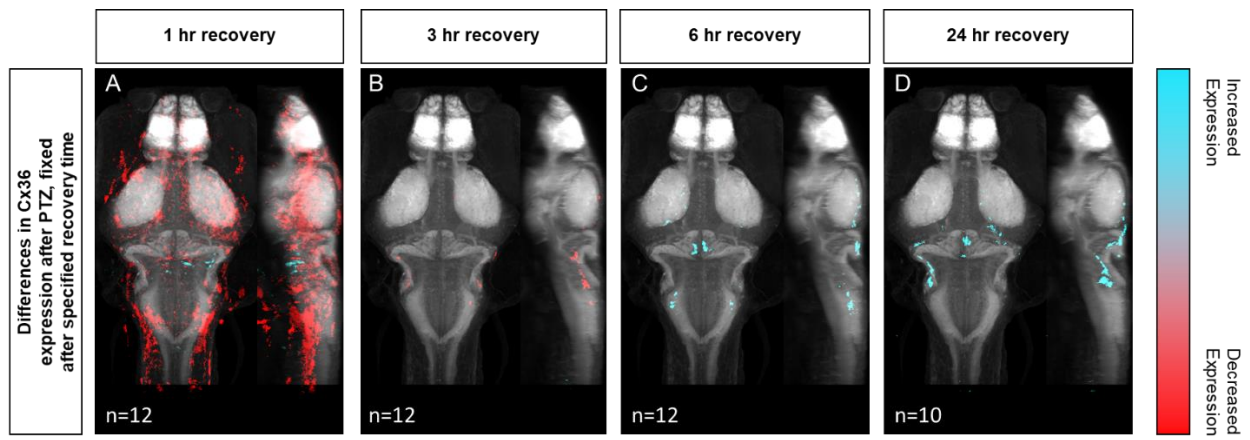 1 hr recovery
3 hr recovery
6 hr recovery
24 hr recovery
Differences in Cx36
expression after PTZ, fixed
after specified recovery time
A
B
C
D
n=12
n=12
n=12
n=10
Increased
Expression
Decreased
Expression